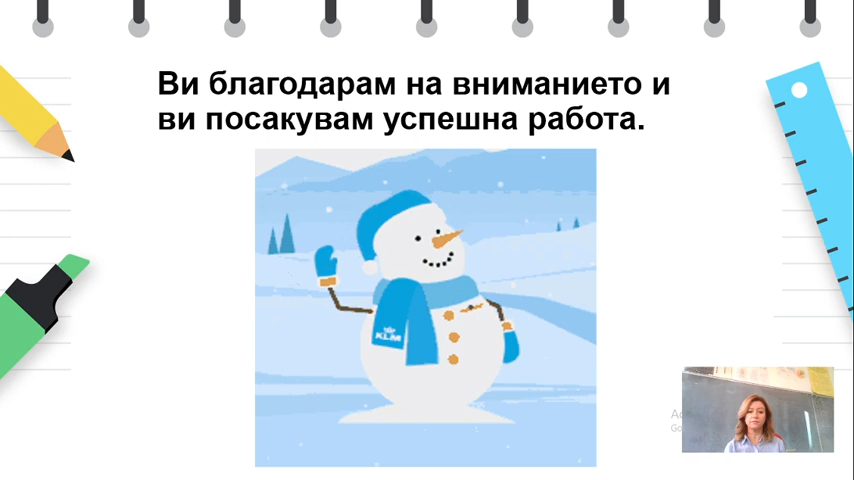 Ви благодарам на вниманието и
ви посакувам успешна работа.
KLM